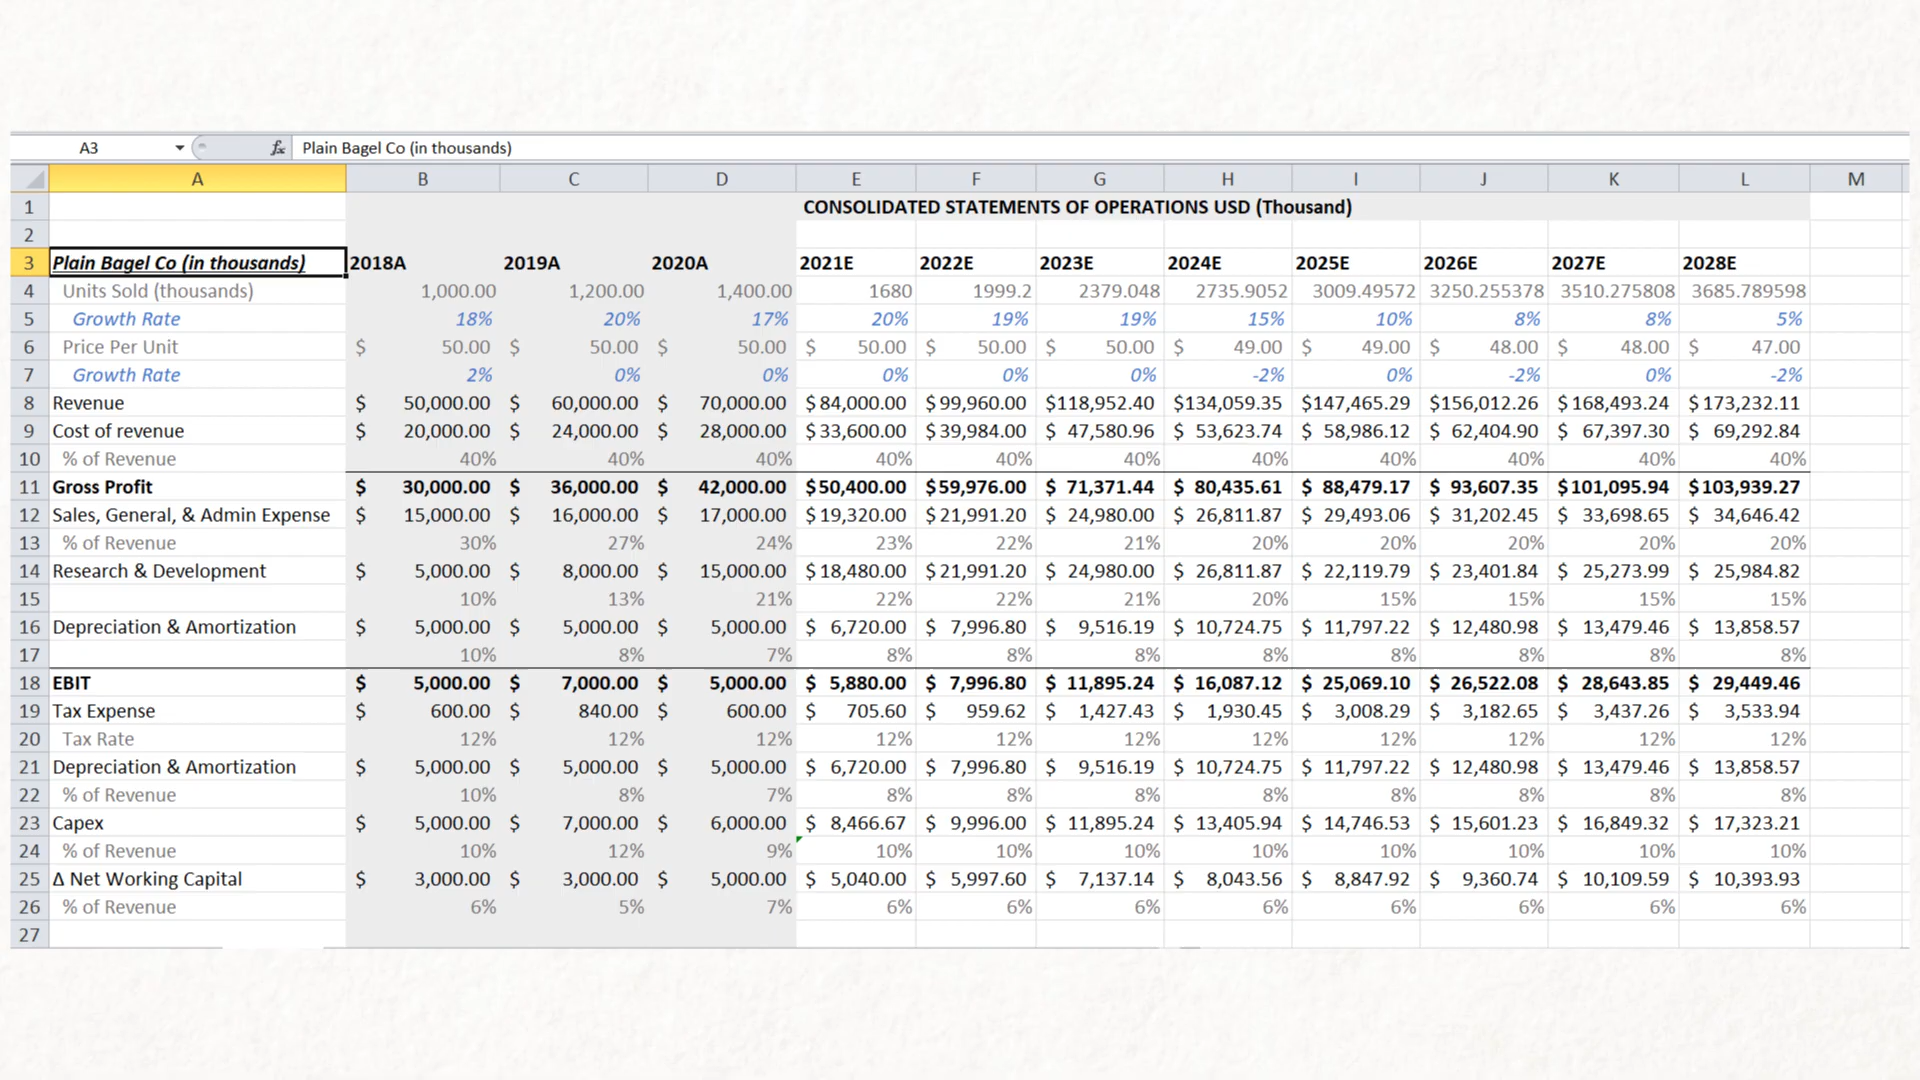 A3 fx Plain Bagel Co (in thousands)
A B C D E F G H I J K L M
1 CONSOLIDATED STATEMENTS OF OPERATIONS USD (Thousand)
2
3 Plain Bagel Co (in thousands) 2018A 2019A 2020A 2021E 2022E 2023E 2024E 2025E 2026E 2027E 2028E
4 Units Sold (thousands) 1,000.00 1,200.00 1,400.00 1680 1999.2 2379.048 2735.9052 3009.49572 3250.255378 3510.275808 3685.789598
5 Growth Rate 18% 20% 17% 20% 19% 19% 15% 10% 8% 8% 5%
6 Price Per Unit $ 50.00 $ 50.00 $ 50.00 $ 50.00 $ 50.00 $ 50.00 $ 49.00 $ 49.00 $ 48.00 $ 48.00 $ 47.00
7 Growth Rate 2% 0% 0% 0% 0% 0% -2% 0% -2% 0% -2%
8 Revenue $ 50,000.00 $ 60,000.00 $ 70,000.00 $84,000.00 $99,960.00 $118,952.40 $134,059.35 $147,465.29 $156,012.26 $168,493.24 $173,232.11
9 Cost of revenue $ 20,000.00 $ 24,000.00 $ 28,000.00 $33,600.00 $39,984.00 $ 47,580.96 $ 53,623.74 $ 58,986.12 $ 62,404.90 $ 67,397.30 $ 69,292.84
10 % of Revenue 40% 40% 40% 40% 40% 40% 40% 40% 40% 40% 40%
11 Gross Profit $ 30,000.00 $ 36,000.00 $ 42,000.00 $50,400.00 $59,976.00 $ 71,371.44 $ 80,435.61 $ 88,479.17 $ 93,607.35 $101,095.94 $103,939.27
12 Sales, General, & Admin Expense $ 15,000.00 $ 16,000.00 $ 17,000.00 $19,320.00 $21,991.20 $ 24,980.00 $ 26,811.87 $ 29,493.06 $ 31,202.45 $ 33,698.65 $ 34,646.42
13 % of Revenue 30% 27% 24% 23% 22% 21% 20% 20% 20% 20% 20%
14 Research & Development $ 5,000.00 $ 8,000.00 $ 15,000.00 $18,480.00 $21,991.20 $ 24,980.00 $ 26,811.87 $ 22,119.79 $ 23,401.84 $ 25,273.99 $ 25,984.82
15 10% 13% 21% 22% 22% 21% 20% 15% 15% 15% 15%
16 Depreciation & Amortization $ 5,000.00 $ 5,000.00 $ 5,000.00 $ 6,720.00 $ 7,996.80 $ 9,516.19 $ 10,724.75 $ 11,797.22 $ 12,480.98 $ 13,479.46 $ 13,858.57
17 10% 8% 7% 8% 8% 8% 8% 8% 8% 8% 8%
18 EBIT $ 5,000.00 $ 7,000.00 $ 5,000.00 $ 5,880.00 $ 7,996.80 $ 11,895.24 $ 16,087.12 $ 25,069.10 $ 26,522.08 $ 28,643.85 $ 29,449.46
19 Tax Expense $ 600.00 $ 840.00 $ 600.00 $ 705.60 $ 959.62 $ 1,427.43 $ 1,930.45 $ 3,008.29 $ 3,182.65 $ 3,437.26 $ 3,533.94
20 Tax Rate 12% 12% 12% 12% 12% 12% 12% 12% 12% 12% 12%
21 Depreciation & Amortization $ 5,000.00 $ 5,000.00 $ 5,000.00 $ 6,720.00 $ 7,996.80 $ 9,516.19 $ 10,724.75 $ 11,797.22 $ 12,480.98 $ 13,479.46 $ 13,858.57
22 % of Revenue 10% 8% 7% 8% 8% 8% 8% 8% 8% 8% 8%
23 Capex $ 5,000.00 $ 7,000.00 $ 6,000.00 $ 8,466.67 $ 9,996.00 $ 11,895.24 $ 13,405.94 $ 14,746.53 $ 15,601.23 $ 16,849.32 $ 17,323.21
24 % of Revenue 10% 12% 9% 10% 10% 10% 10% 10% 10% 10% 10%
25 Δ Net Working Capital $ 3,000.00 $ 3,000.00 $ 5,000.00 $ 5,040.00 $ 5,997.60 $ 7,137.14 $ 8,043.56 $ 8,847.92 $ 9,360.74 $ 10,109.59 $ 10,393.93
26 % of Revenue 6% 5% 7% 6% 6% 6% 6% 6% 6% 6% 6%
27